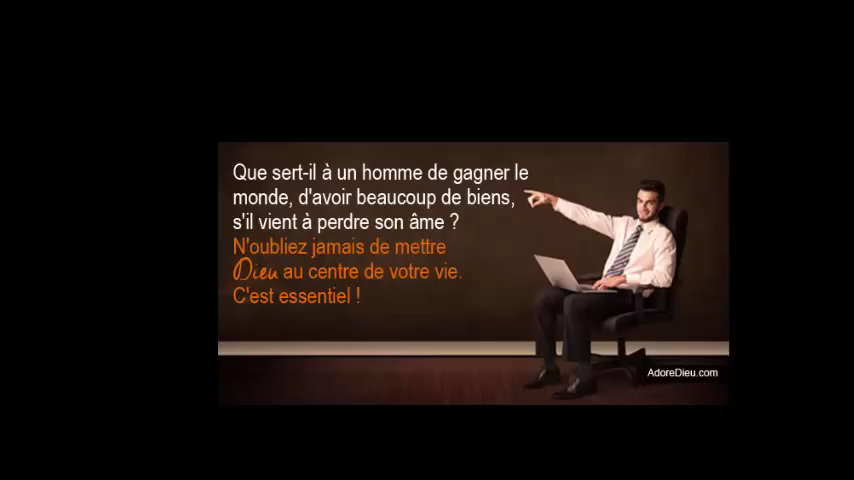 Que sert-il à un homme de gagner le
monde, d'avoir beaucoup de biens,
s'il vient à perdre son âme ?
N'oubliez jamais de mettre
Dieu au centre de votre vie.
C'est essentiel !
AdoreDieu.com